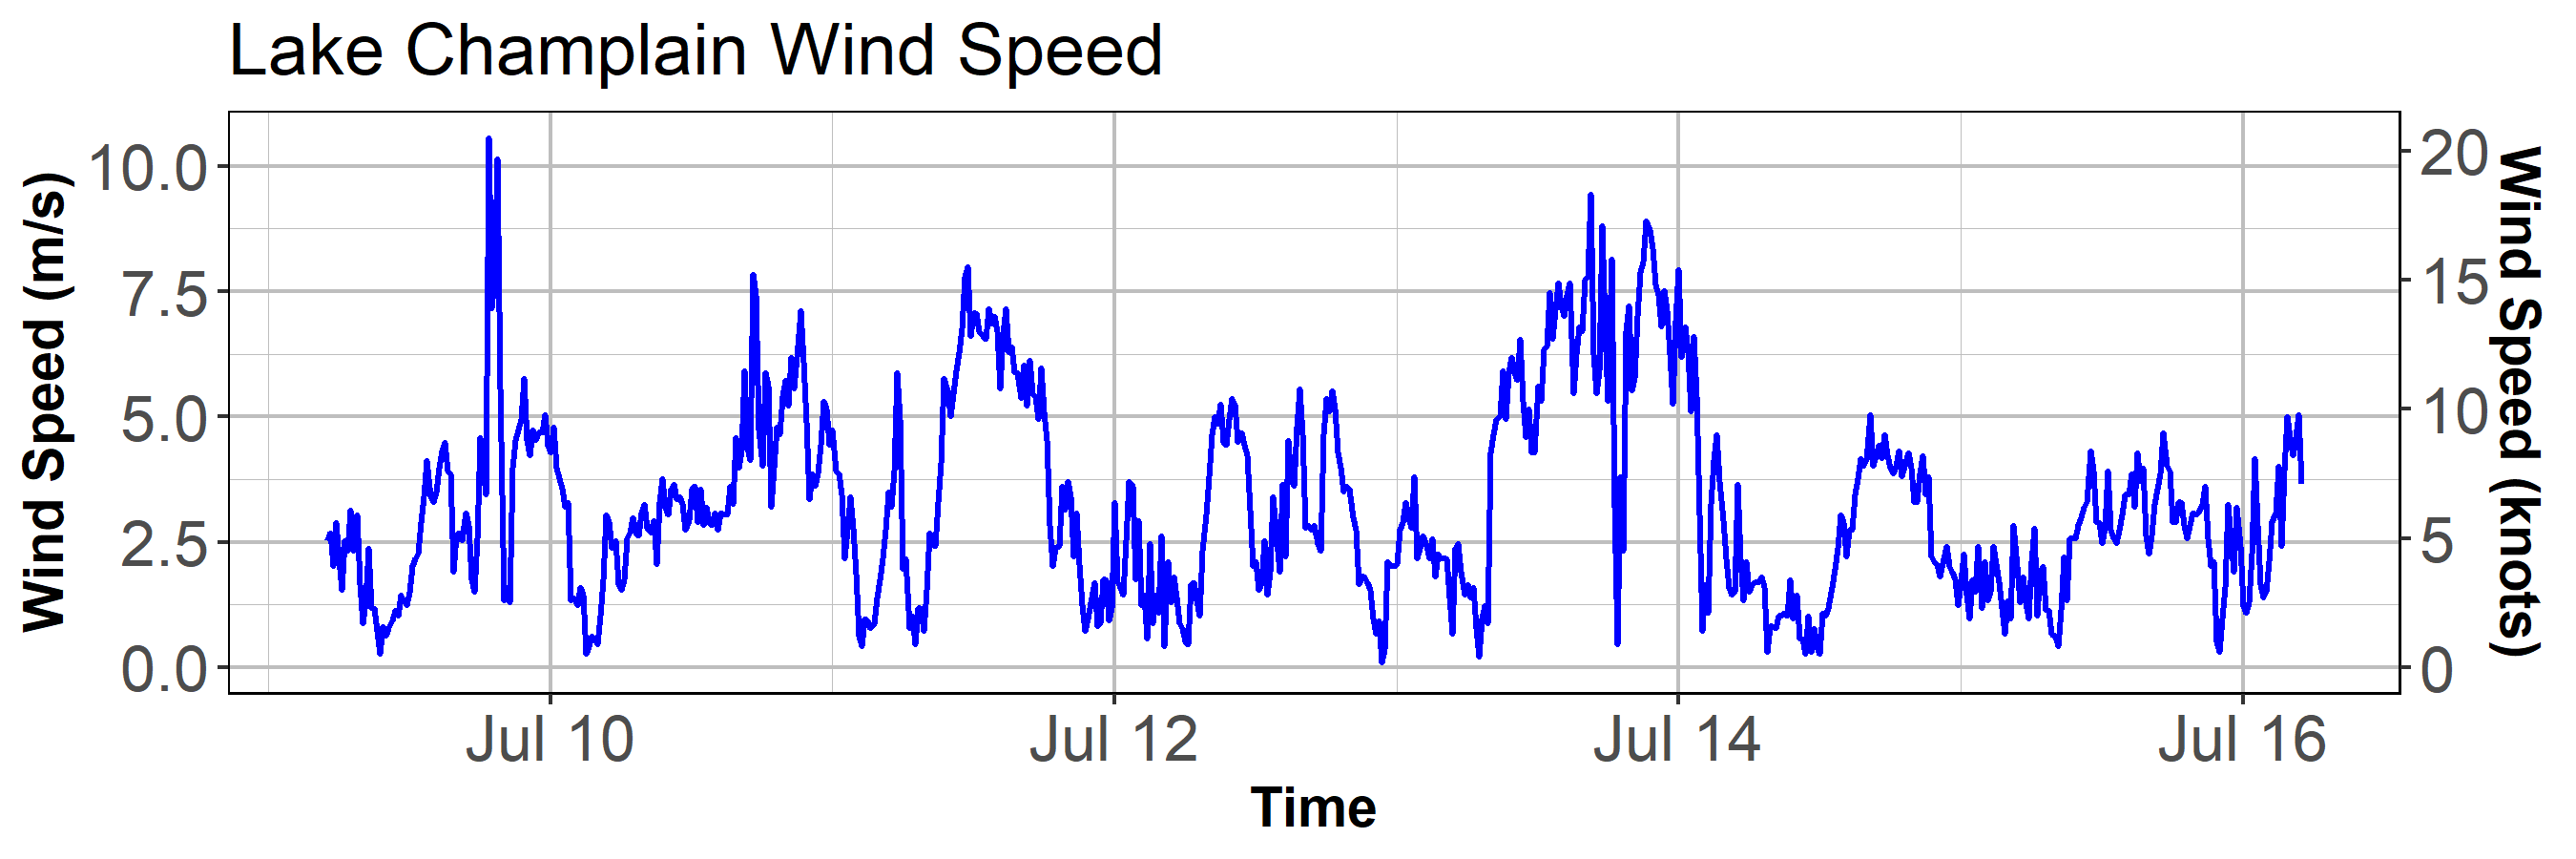 Lake Champlain Wind Speed
Wind Speed (m/s)
10.0
7.5
5.0
2.5
0.0
20
15
10
5
0
Wind Speed (knots)
Jul 10 Jul 12 Jul 14 Jul 16
Time